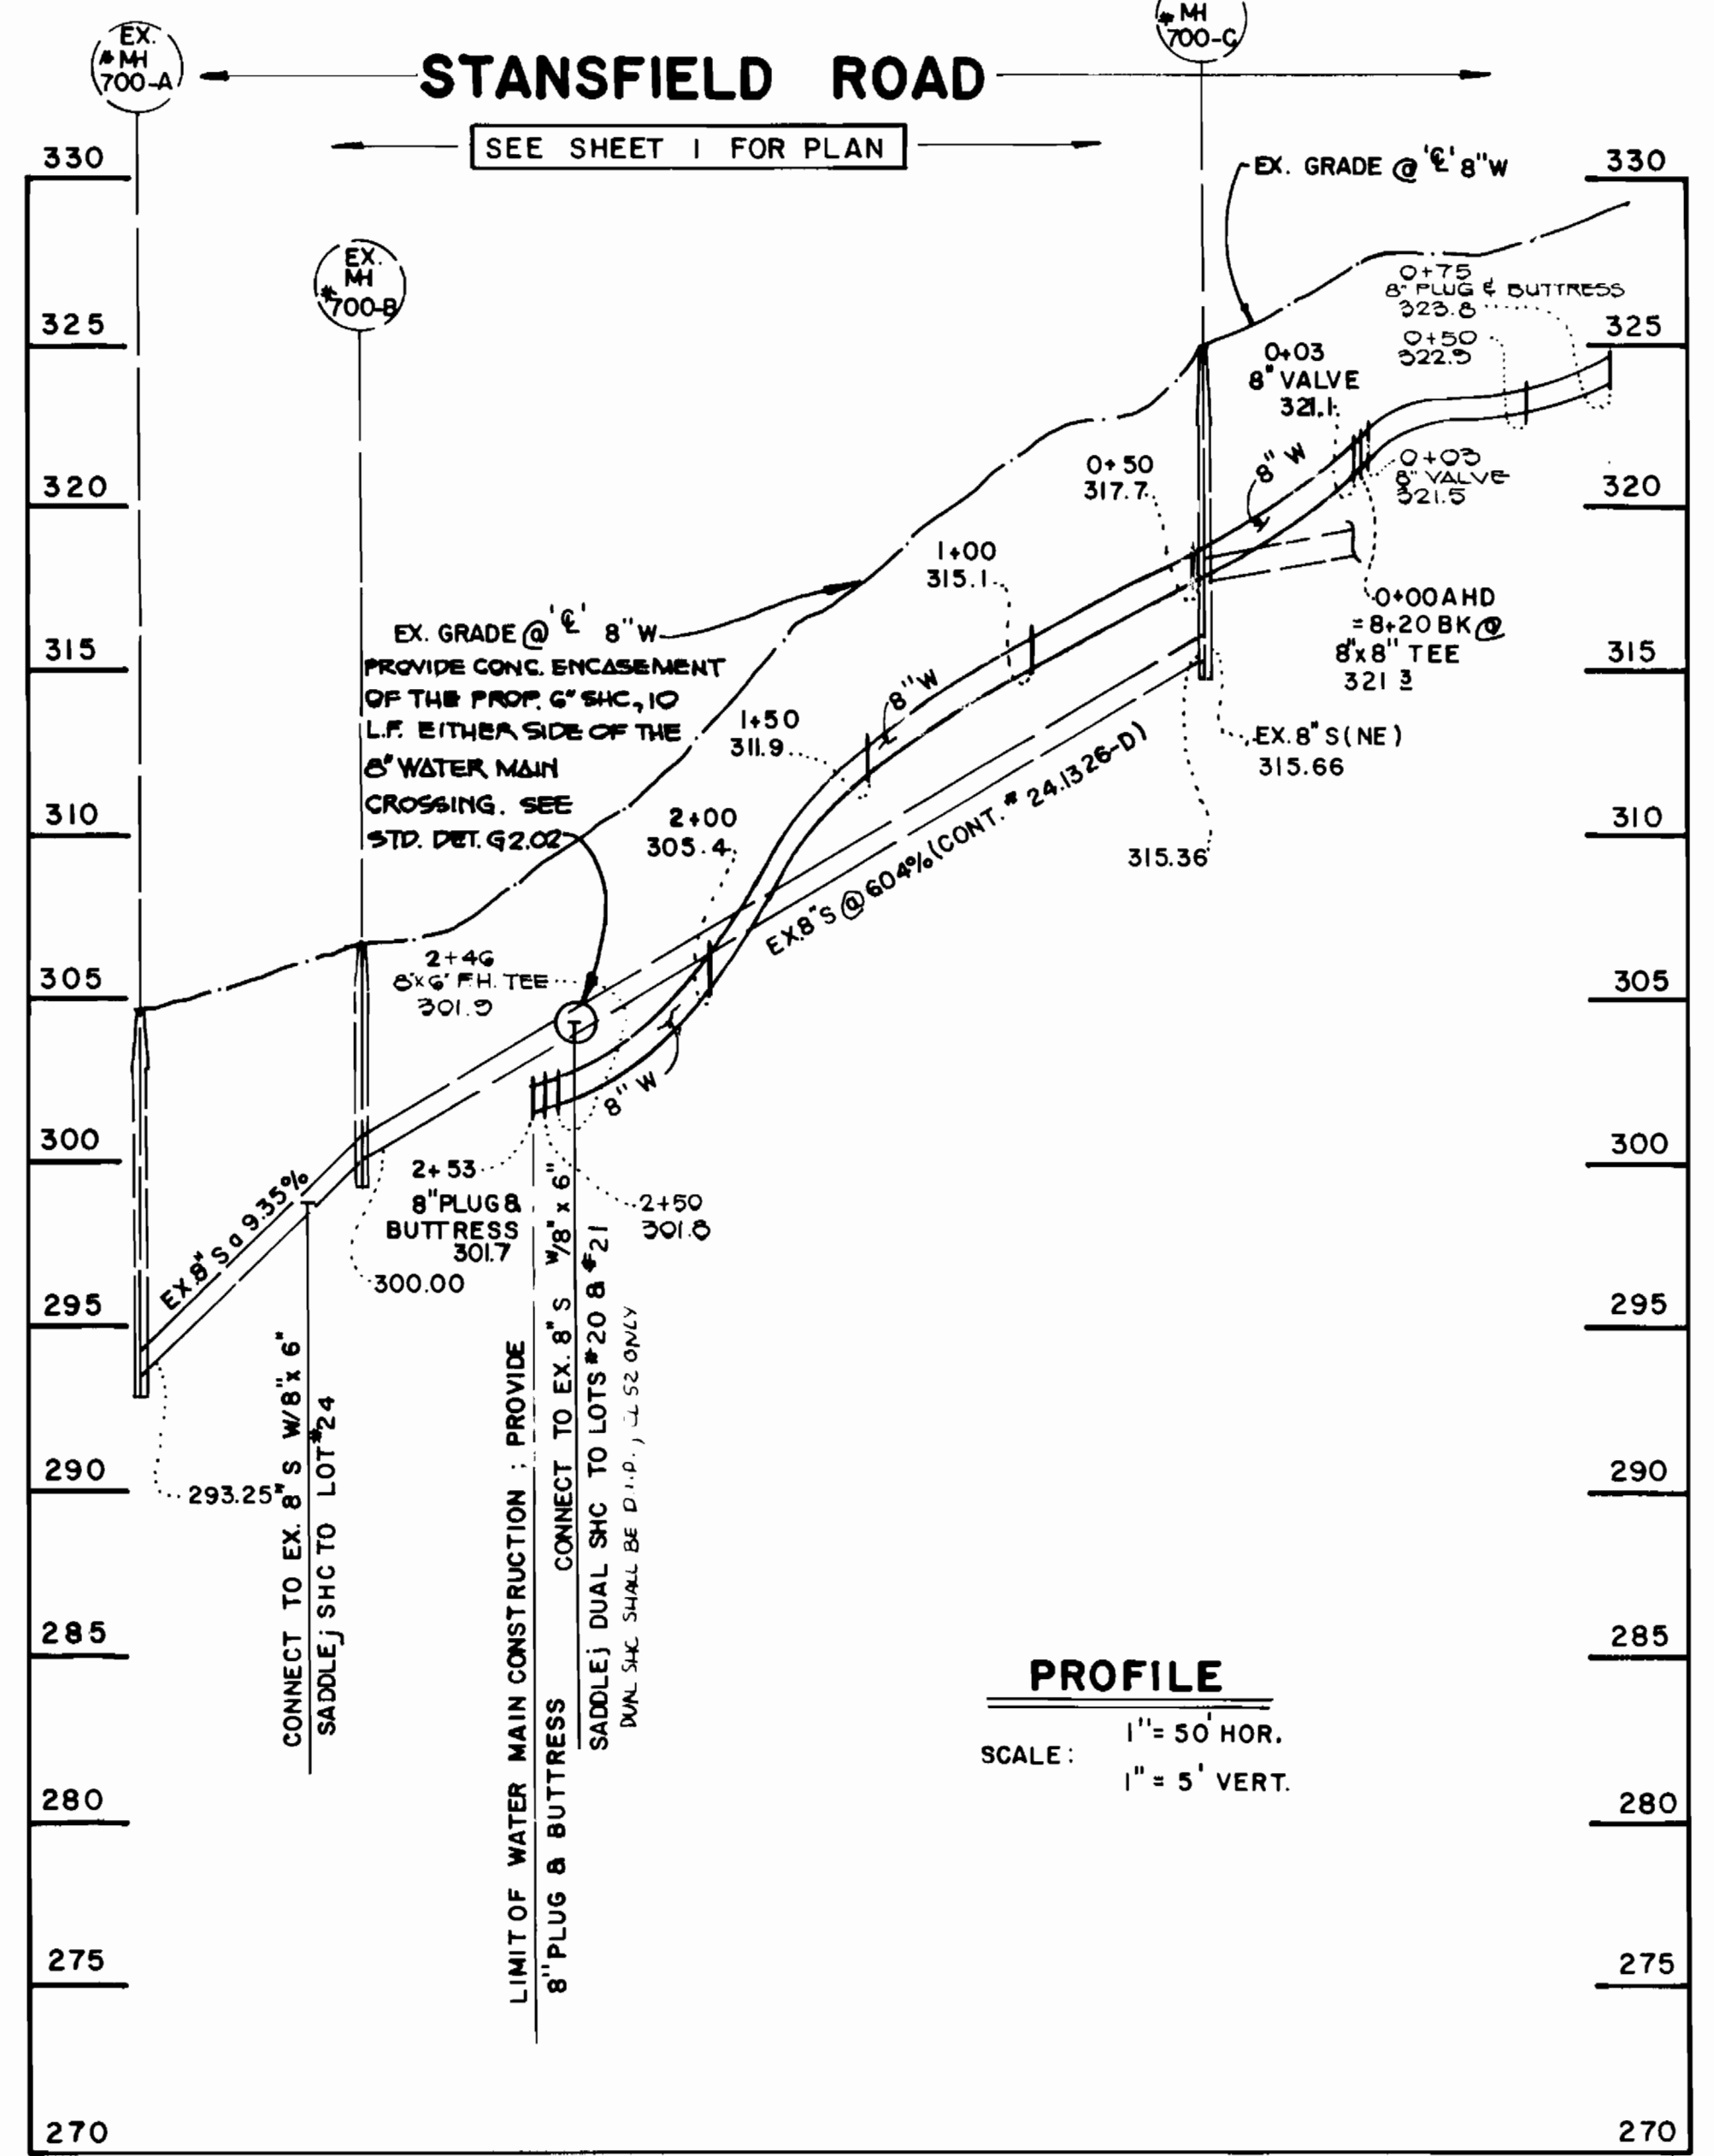 EX.
#MH
700-A
#MH
700-C
STANSFIELD ROAD
SEE SHEET 1 FOR PLAN
330
330
EX. GRADE @ '℄' 8"W
EX.
MH
#700-B
0+75
8" PLUG & BUTTRESS
323.8
325
325
0+50
322.9
0+03
8" VALVE
321.1
8" W
0+03
8" VALVE
321.5
0+50
317.7
320
320
1+00
315.1
0+00 AHD
= 8+20 BK @
8"x8" TEE
321 3
EX. GRADE @ '℄' 8"W
315
315
PROVIDE CONC. ENCASEMENT
OF THE PROP. 6" SHC, 10
L.F. EITHER SIDE OF THE
8" WATER MAIN
CROSSING. SEE
STD. DET. G2.02
8"W
1+50
311.9
EX. 8" S (NE)
315.66
310
310
2+00
305.4
315.36
EX. 8" S @ 6.04% (CONT. # 24.1326-D)
2+46
8"x6" F.H. TEE
301.9
305
305
8" W
300
300
2+53
8" PLUG &
BUTTRESS
301.7
2+50
301.8
EX. 8" S @ 9.35%
300.00
295
295
293.25
290
290
CONNECT TO EX. 8" S W/8"x 6"
SADDLE; SHC TO LOT #24
LIMIT OF WATER MAIN CONSTRUCTION ; PROVIDE
8" PLUG & BUTTRESS
CONNECT TO EX. 8" S W/8" x 6"
SADDLE; DUAL SHC TO LOTS #20 & #21
DUAL SHC SHALL BE D.I.P., CL 52 ONLY
285
285
PROFILE
SCALE: 1" = 50' HOR.
1" = 5' VERT.
280
280
275
275
270
270